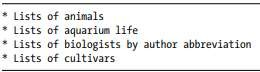 * Lists of animals
* Lists of aquarium life
* Lists of biologists by author abbreviation
* Lists of cultivars